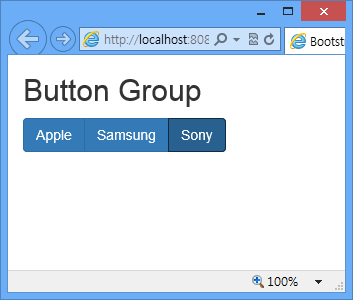 http://localhost:808
Bootst
Button Group
Apple Samsung Sony
100%